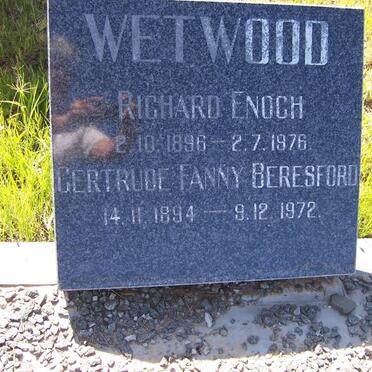 WETWOOD
RICHARD ENOCH
2.10.1896 — 2.7.1976.
GERTRUDE FANNY BERESFORD
14.11.1894 — 9.12.1972.